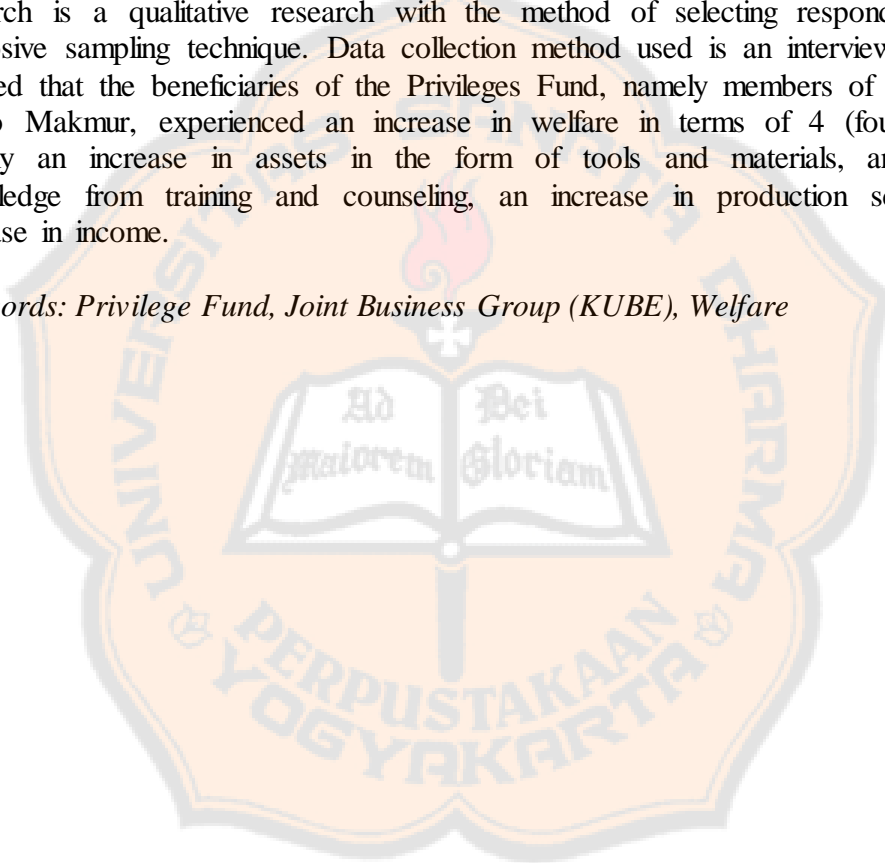 rch is a qualitative research with the method of selecting respond
osive sampling technique. Data collection method used is an interview
ed that the beneficiaries of the Privileges Fund, namely members of
o Makmur, experienced an increase in welfare in terms of 4 (fou
y an increase in assets in the form of tools and materials, an
ledge from training and counseling, an increase in production s
se in income.
ords: Privilege Fund, Joint Business Group (KUBE), Welfare
UNIVERSITAS SANATA DHARMA
Ad Dei
maiorem Gloriam
PERPUSTAKAAN
YOGYAKARTA